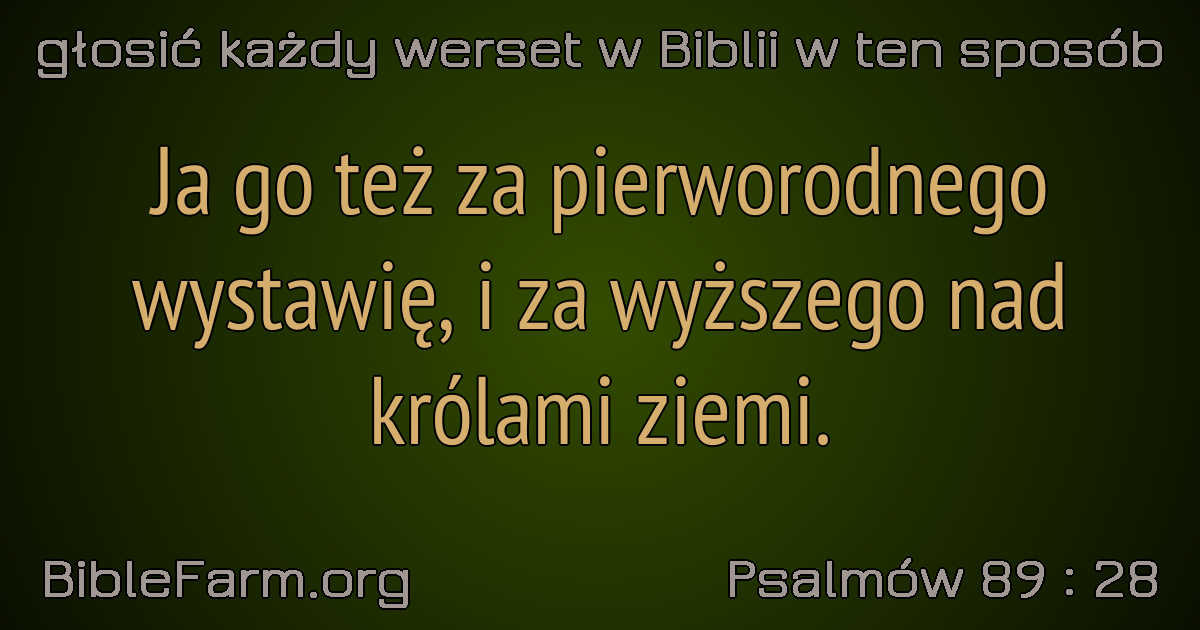 głosić każdy werset w Biblii w ten sposób
Ja go też za pierworodnego
wystawię, i za wyższego nad
królami ziemi.
BibleFarm.org
Psalmów 89 : 28